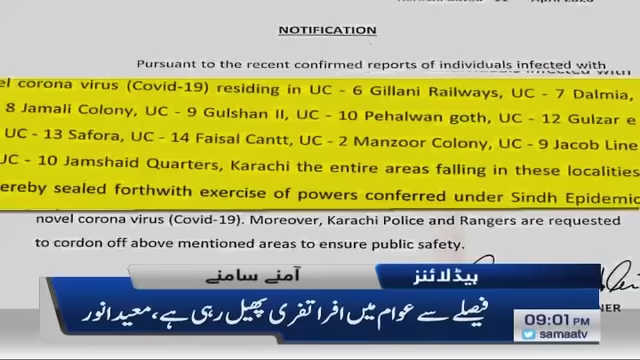 11 April 2020
NOTIFICATION
Pursuant to the recent confirmed reports of individuals infected with
corona virus (Covid-19) residing in UC - 6 Gillani Railways, UC - 7 Dalmia,
8 Jamali Colony, UC - 9 Gulshan II, UC - 10 Pehalwan goth, UC - 12 Gulzar e
UC - 13 Safora, UC - 14 Faisal Cantt, UC - 2 Manzoor Colony, UC - 9 Jacob Line
UC - 10 Jamshaid Quarters, Karachi the entire areas falling in these localities
sealed forthwith exercise of powers conferred under Sindh Epidemic
novel corona virus (Covid-19). Moreover, Karachi Police and Rangers are requested
to cordon off above mentioned areas to ensure public safety.
ہیڈلائنز
آمنے سامنے
فیصلے سے عوام میں افراتفری پھیل رہی ہے، معید انور
09:01 PM
samaatv